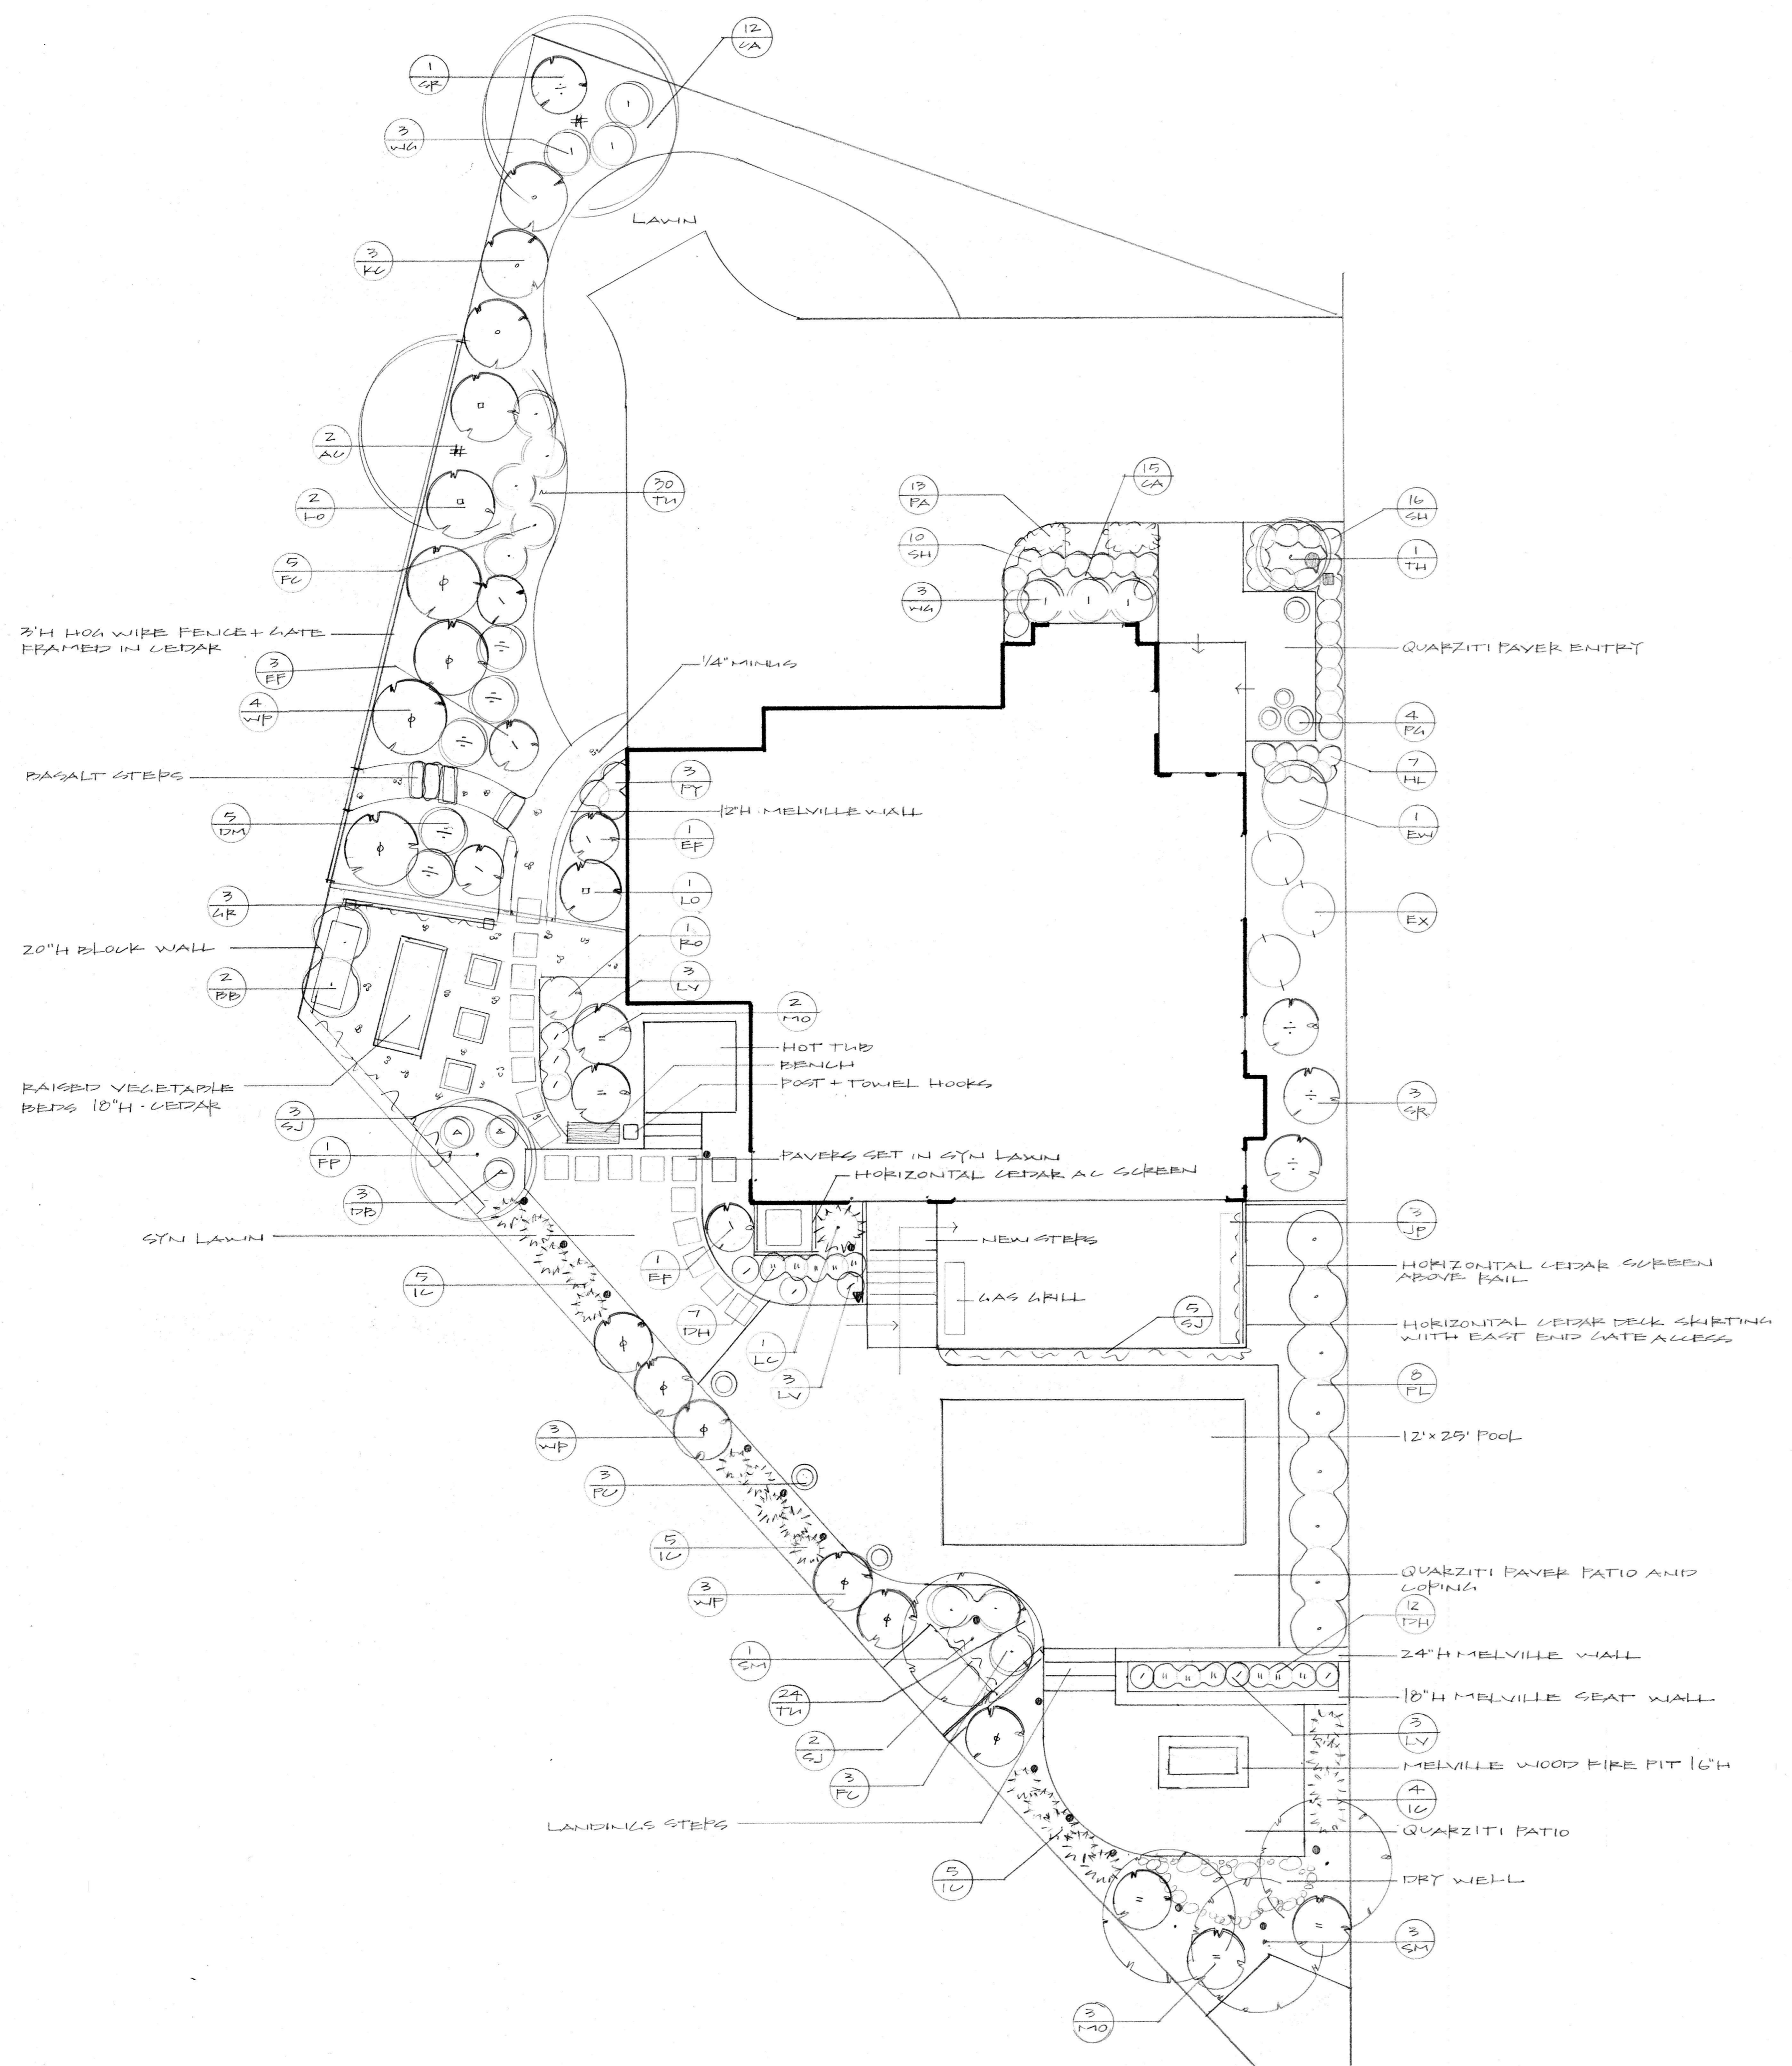 12
CA
1
GR
3
WG
LAWN
3
KC
2
AC
30
TH
2
LO
5
FC
13
PA
15
CA
10
SH
16
SH
1
TH
3
WG
3'H HOG WIRE FENCE + GATE
FRAMED IN CEDAR
3
EF
4
WP
1/4" MINUS
QUARZITI PAVER ENTRY
4
PG
BASALT STEPS
3
PY
7
HL
5
DM
12"H MELVILLE WALL
1
EF
1
EW
3
GR
1
LO
EX
20"H BLOCK WALL
1
RO
2
BB
3
LV
2
MO
HOT TUB
BENCH
POST + TOWEL HOOKS
RAISED VEGETABLE
BEDS 18"H · CEDAR
3
SJ
3
SR
1
FP
PAVERS SET IN SYN LAWN
HORIZONTAL CEDAR AC SCREEN
3
DB
SYN LAWN
3
JP
NEW STEPS
1
EF
HORIZONTAL CEDAR SCREEN
ABOVE RAIL
5
IC
GAS GRILL
5
SJ
7
DH
HORIZONTAL CEDAR DECK SKIRTING
WITH EAST END GATE ACCESS
1
LC
3
LV
8
PL
3
WP
12' x 25' POOL
3
PC
5
IC
3
WP
QUARZITI PAVER PATIO AND
COPING
12
DH
1
SM
24"H MELVILLE WALL
24
TH
18"H MELVILLE SEAT WALL
2
SJ
3
LV
3
FC
MELVILLE WOOD FIRE PIT 16"H
4
IC
LANDINGS STEPS
QUARZITI PATIO
5
IC
DRY WELL
3
SM
3
MO